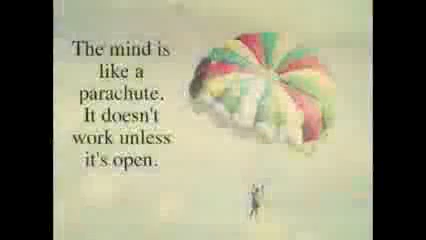 The mind is
like a
parachute.
It doesn't
work unless
it's open.